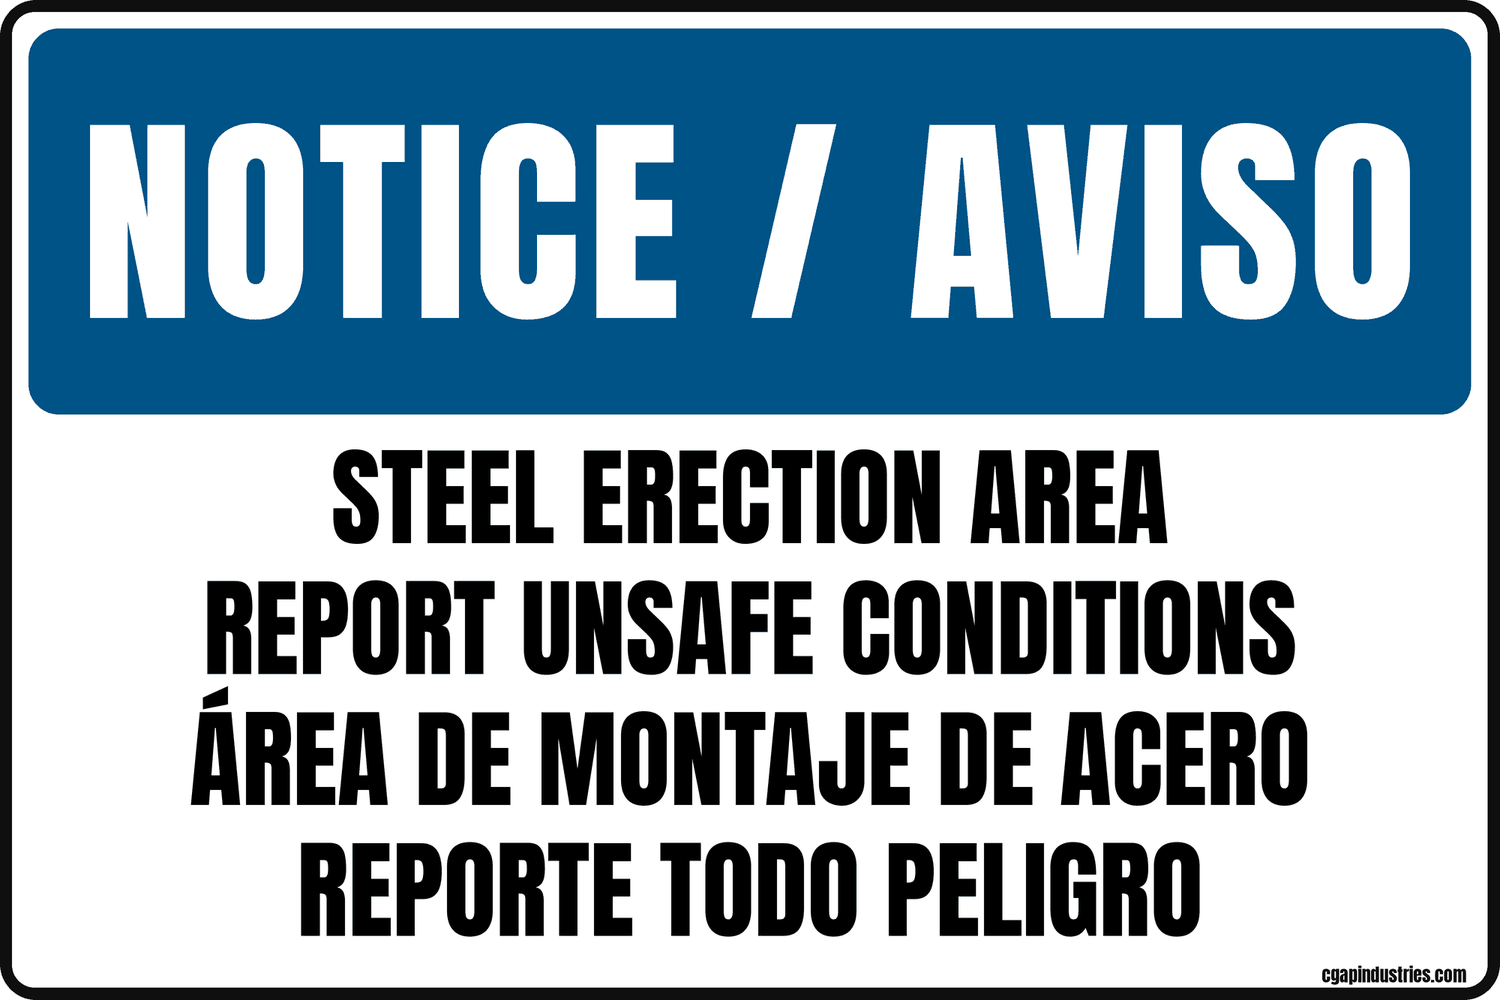 NOTICE / AVISO
STEEL ERECTION AREA
REPORT UNSAFE CONDITIONS
ÁREA DE MONTAJE DE ACERO
REPORTE TODO PELIGRO
cgapindustries.com